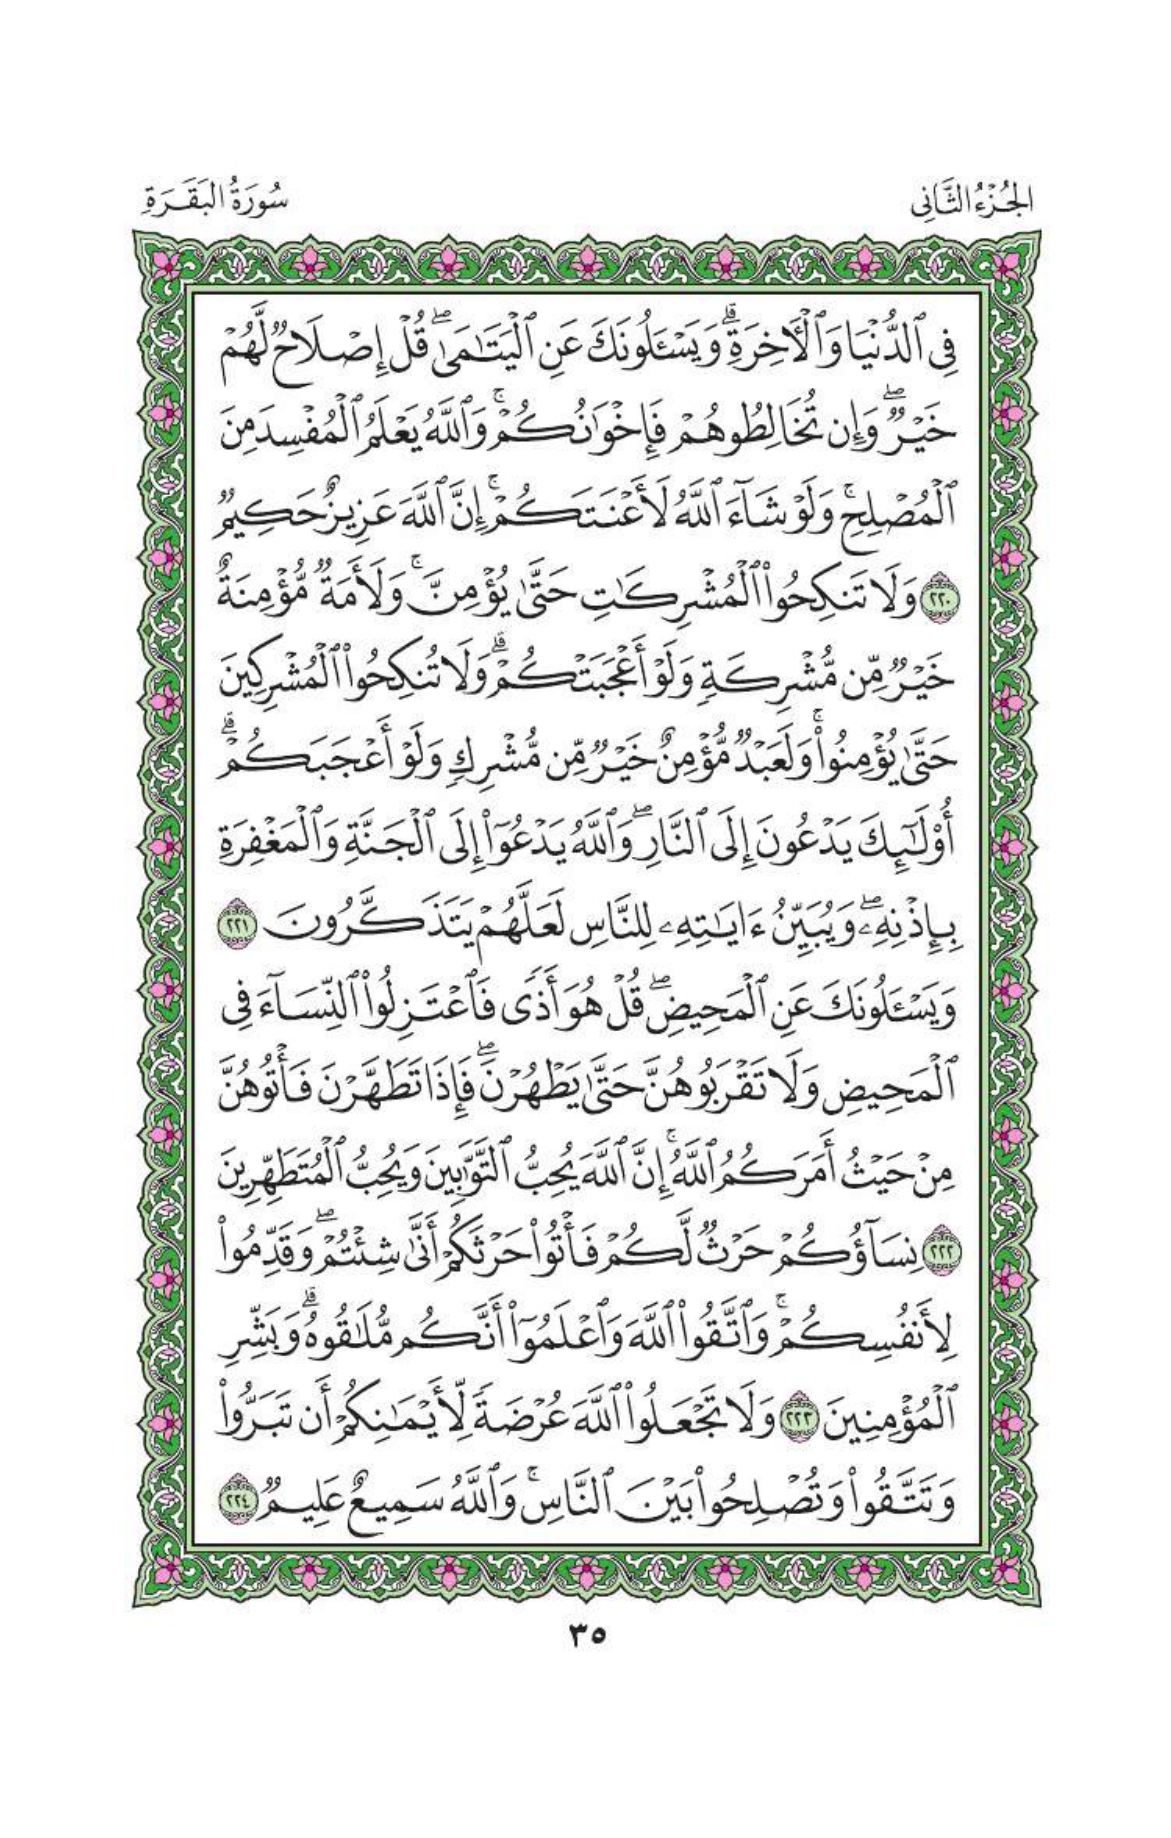 الجُزْءُ الثَّانِى
سُورَةُ البَقَرَةِ
فِى ٱلدُّنْيَا وَٱلْأَخِرَةِۗ وَيَسْـَٔلُونَكَ عَنِ ٱلْيَتَـٰمَىٰۖ قُلْ إِصْلَاحٌ لَّهُمْ
خَيْرٌۖ وَإِن تُخَالِطُوهُمْ فَإِخْوَٰنُكُمْۚ وَٱللَّهُ يَعْلَمُ ٱلْمُفْسِدَ مِنَ
ٱلْمُصْلِحِۚ وَلَوْ شَآءَ ٱللَّهُ لَأَعْنَتَكُمْۚ إِنَّ ٱللَّهَ عَزِيزٌ حَكِيمٌ
٢٢٠ وَلَا تَنكِحُوا۟ ٱلْمُشْرِكَـٰتِ حَتَّىٰ يُؤْمِنَّۚ وَلَأَمَةٌ مُّؤْمِنَةٌ
خَيْرٌ مِّن مُّشْرِكَةٍ وَلَوْ أَعْجَبَتْكُمْۗ وَلَا تُنكِحُوا۟ ٱلْمُشْرِكِينَ
حَتَّىٰ يُؤْمِنُوا۟ۚ وَلَعَبْدٌ مُّؤْمِنٌ خَيْرٌ مِّن مُّشْرِكٍ وَلَوْ أَعْجَبَكُمْۗ
أُو۟لَـٰٓئِكَ يَدْعُونَ إِلَى ٱلنَّارِۖ وَٱللَّهُ يَدْعُوٓا۟ إِلَى ٱلْجَنَّةِ وَٱلْمَغْفِرَةِ
بِإِذْنِهِۦۖ وَيُبَيِّنُ ءَايَـٰتِهِۦ لِلنَّاسِ لَعَلَّهُمْ يَتَذَكَّرُونَ ٢٢١
وَيَسْـَٔلُونَكَ عَنِ ٱلْمَحِيضِۖ قُلْ هُوَ أَذًى فَٱعْتَزِلُوا۟ ٱلنِّسَآءَ فِى
ٱلْمَحِيضِ وَلَا تَقْرَبُوهُنَّ حَتَّىٰ يَطْهُرْنَۖ فَإِذَا تَطَهَّرْنَ فَأْتُوهُنَّ
مِنْ حَيْثُ أَمَرَكُمُ ٱللَّهُۚ إِنَّ ٱللَّهَ يُحِبُّ ٱلتَّوَّٰبِينَ وَيُحِبُّ ٱلْمُتَطَهِّرِينَ
٢٢٢ نِسَآؤُكُمْ حَرْثٌ لَّكُمْ فَأْتُوا۟ حَرْثَكُمْ أَنَّىٰ شِئْتُمْۖ وَقَدِّمُوا۟
لِأَنفُسِكُمْۚ وَٱتَّقُوا۟ ٱللَّهَ وَٱعْلَمُوٓا۟ أَنَّكُم مُّلَـٰقُوهُۗ وَبَشِّرِ
ٱلْمُؤْمِنِينَ ٢٢٣ وَلَا تَجْعَلُوا۟ ٱللَّهَ عُرْضَةً لِّأَيْمَـٰنِكُمْ أَن تَبَرُّوا۟
وَتَتَّقُوا۟ وَتُصْلِحُوا۟ بَيْنَ ٱلنَّاسِۚ وَٱللَّهُ سَمِيعٌ عَلِيمٌ ٢٢٤
٣٥